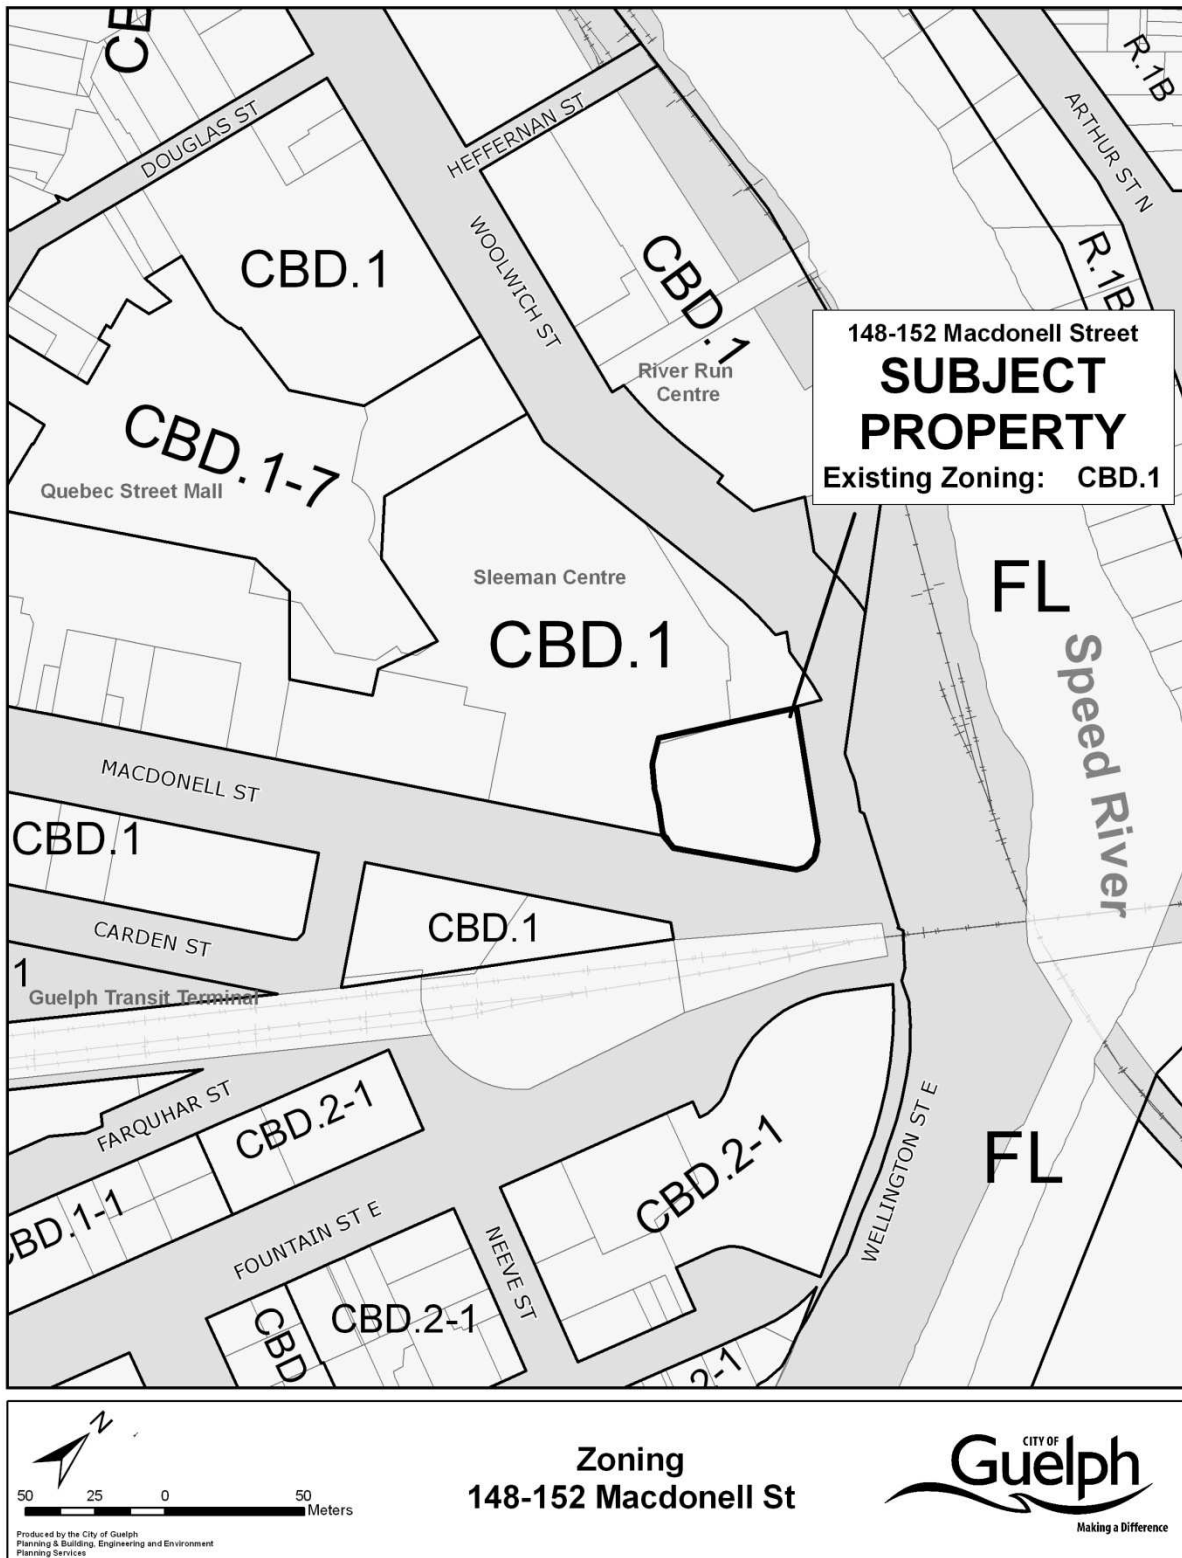 CB
DOUGLAS ST
HEFFERNAN ST
R.1B
ARTHUR ST N
CBD.1
WOOLWICH ST
CBD.1
R.1B
River Run
Centre
148-152 Macdonell Street
SUBJECT
PROPERTY
Existing Zoning: CBD.1
CBD.1-7
Quebec Street Mall
Sleeman Centre
CBD.1
FL
Speed River
MACDONELL ST
CBD.1
CBD.1
CARDEN ST
1
Guelph Transit Terminal
FARQUHAR ST
CBD.2-1
CBD.2-1
WELLINGTON ST E
FL
CBD.1-1
FOUNTAIN ST E
NEEVE ST
CBD
CBD.2-1
2-1
N
50 25 0 50
Meters
Produced by the City of Guelph
Planning & Building, Engineering and Environment
Planning Services
Zoning
148-152 Macdonell St
CITY OF
Guelph
Making a Difference